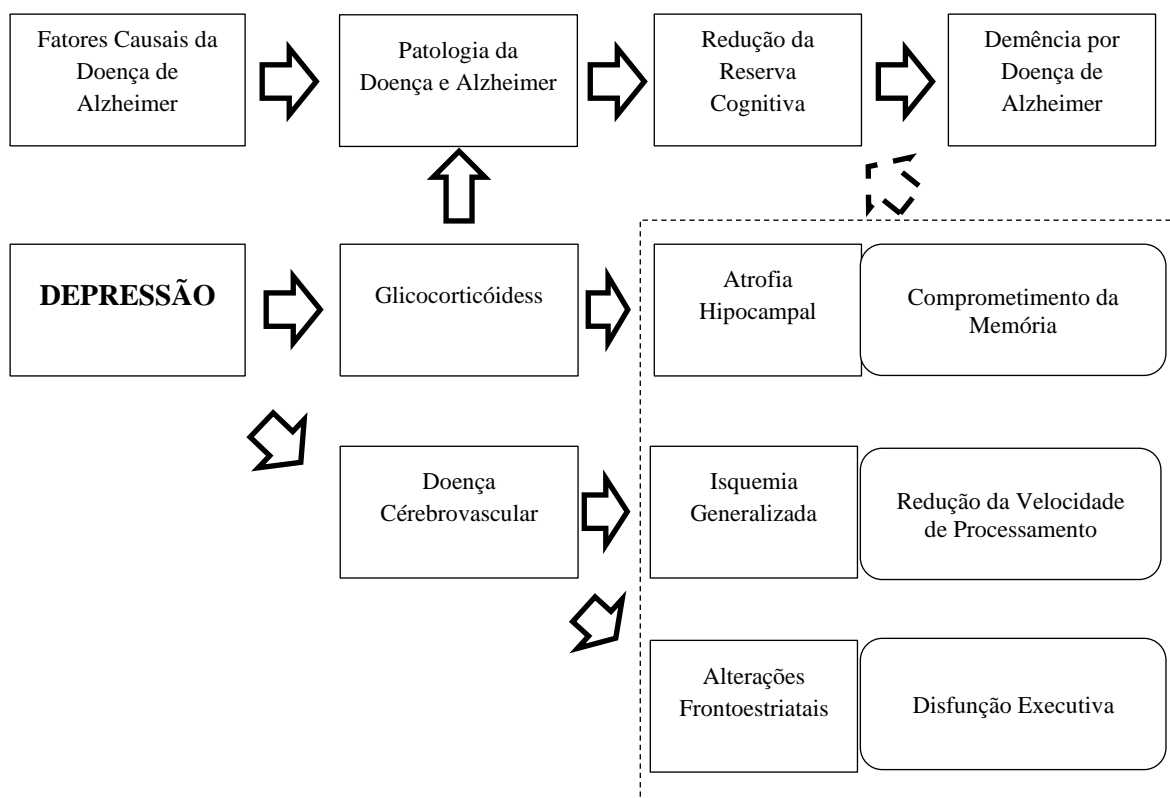 Fatores Causais da
Doença de
Alzheimer
Patologia da
Doença e Alzheimer
Redução da
Reserva
Cognitiva
Demência por
Doença de
Alzheimer
DEPRESSÃO
Glicocorticóidess
Atrofia
Hipocampal
Comprometimento da
Memória
Doença
Cérebrovascular
Isquemia
Generalizada
Redução da Velocidade
de Processamento
Alterações
Frontoestriatais
Disfunção Executiva